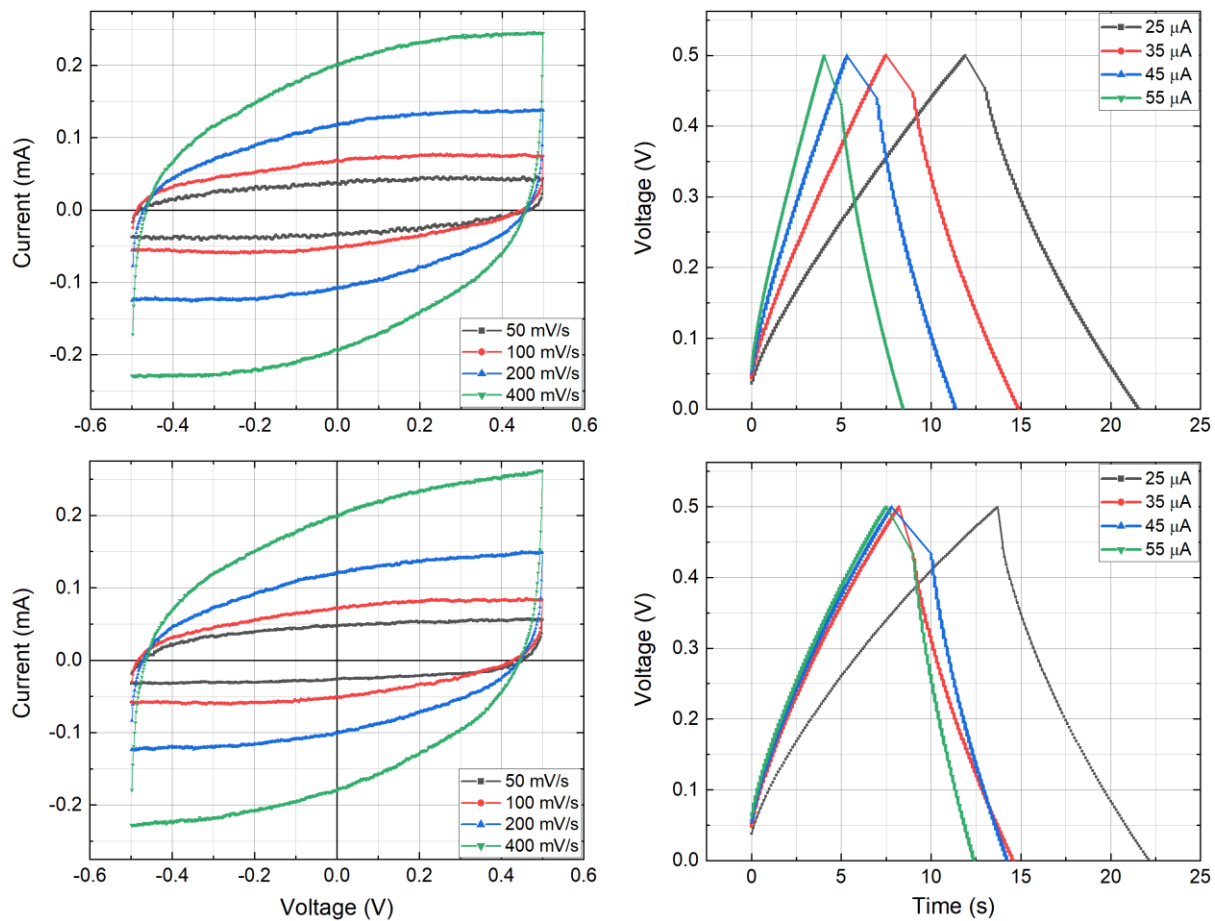 Current (mA)
0.2
0.1
0.0
-0.1
-0.2
-0.6 -0.4 -0.2 0.0 0.2 0.4 0.6
50 mV/s
100 mV/s
200 mV/s
400 mV/s
Voltage (V)
0.5
0.4
0.3
0.2
0.1
0.0
0 5 10 15 20 25
25 μA
35 μA
45 μA
55 μA
Current (mA)
0.2
0.1
0.0
-0.1
-0.2
-0.6 -0.4 -0.2 0.0 0.2 0.4 0.6
Voltage (V)
50 mV/s
100 mV/s
200 mV/s
400 mV/s
Voltage (V)
0.5
0.4
0.3
0.2
0.1
0.0
0 5 10 15 20 25
Time (s)
25 μA
35 μA
45 μA
55 μA